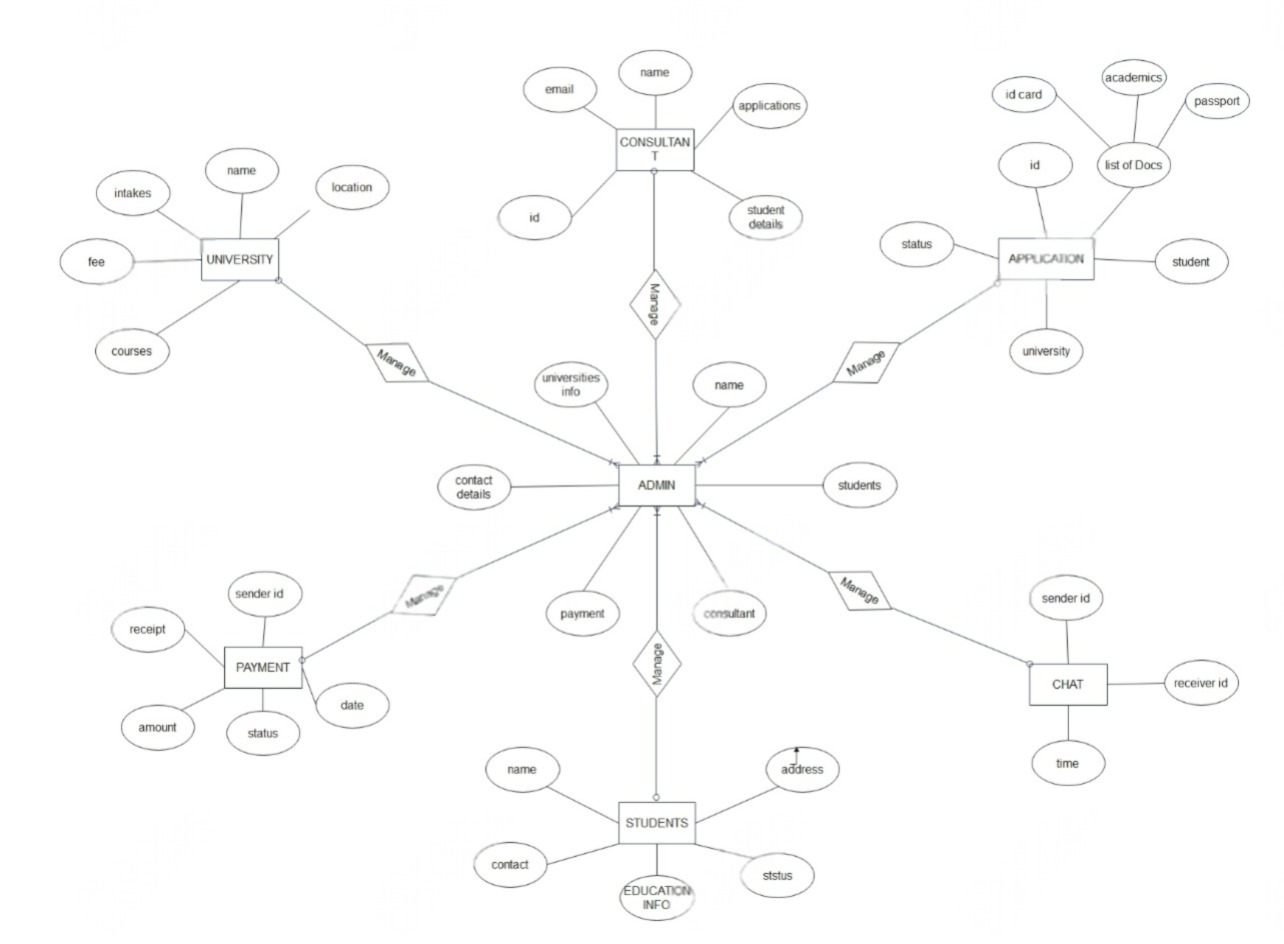 name
email
applications
CONSULTAN
T
id
student
details
academics
id card
passport
id
list of Docs
status
APPLICATION
student
university
name
intakes
location
fee
UNIVERSITY
courses
Manage
Manage
Manage
universities
info
name
contact
details
ADMIN
students
payment
consultant
Manage
Manage
Manage
sender id
receipt
PAYMENT
amount
status
date
sender id
CHAT
receiver id
time
name
address
STUDENTS
contact
EDUCATION
INFO
ststus